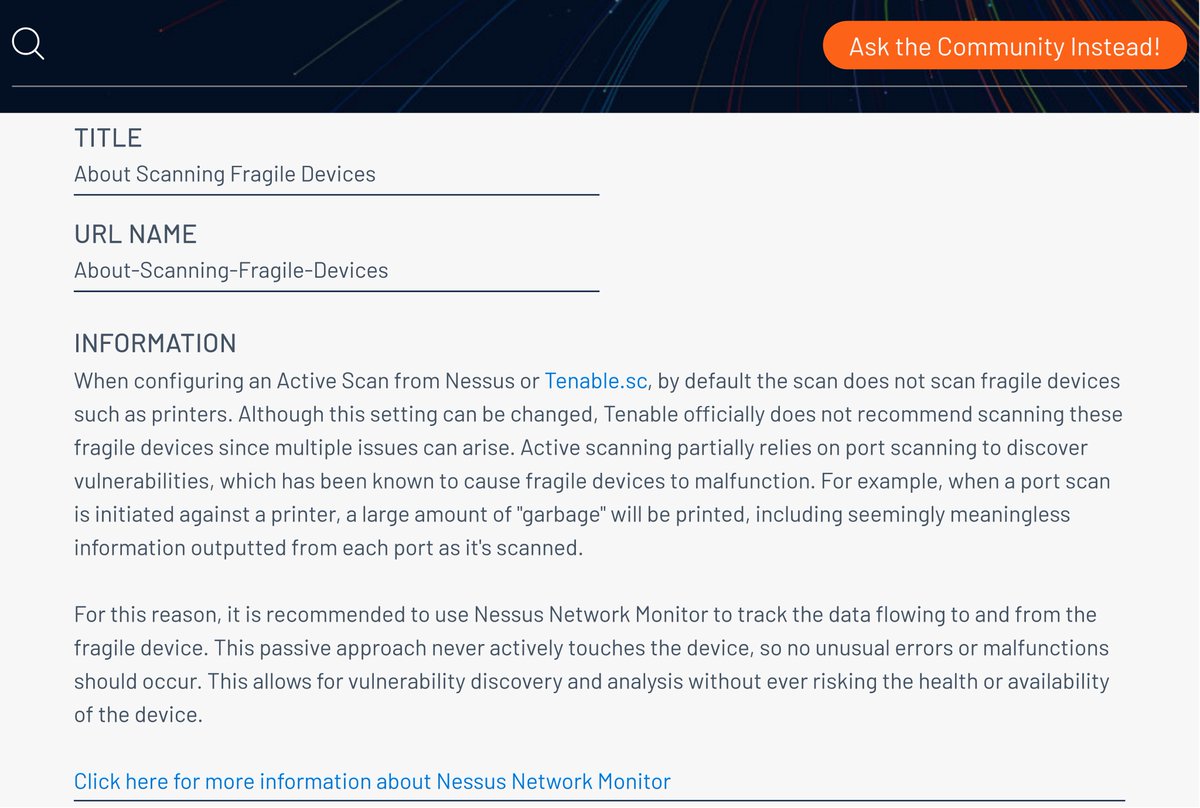 Ask the Community Instead!
TITLE
About Scanning Fragile Devices
URL NAME
About-Scanning-Fragile-Devices
INFORMATION
When configuring an Active Scan from Nessus or Tenable.sc, by default the scan does not scan fragile devices
such as printers. Although this setting can be changed, Tenable officially does not recommend scanning these
fragile devices since multiple issues can arise. Active scanning partially relies on port scanning to discover
vulnerabilities, which has been known to cause fragile devices to malfunction. For example, when a port scan
is initiated against a printer, a large amount of "garbage" will be printed, including seemingly meaningless
information outputted from each port as it's scanned.
For this reason, it is recommended to use Nessus Network Monitor to track the data flowing to and from the
fragile device. This passive approach never actively touches the device, so no unusual errors or malfunctions
should occur. This allows for vulnerability discovery and analysis without ever risking the health or availability
of the device.
Click here for more information about Nessus Network Monitor